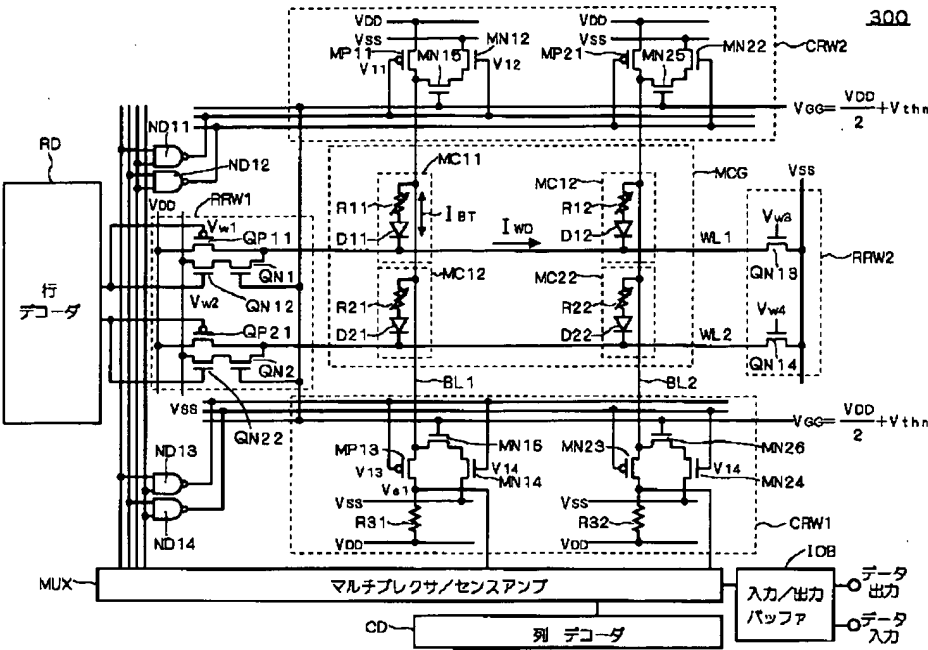 300
VDD
VSS
MP11
V11
MN15
MN12
V12
VDD
VSS
MP21
MN25
MN22
CRW2
VGG=VDD/2+Vthn
ND11
ND12
RD
行
デコーダ
VDD
RRW1
Vw1
QP11
QN1
QN12
Vw2
QP21
QN2
QN22
VSS
MC11
R11
D11
IBT
IWD
MC12
R12
D12
MCG
WL1
VSS
Vw3
QN13
RRW2
MC12
R21
D21
MC22
R22
D22
WL2
Vw4
QN14
BL1
BL2
VGG=VDD/2+Vthn
ND13
ND14
MP13
V13
MN16
V14
MN14
Vs1
VSS
R31
VDD
MN23
MN26
V14
MN24
VSS
R32
VDD
CRW1
MUX
マルチプレクサ/センスアンプ
CD
列 デコーダ
IOB
入力/出力
バッファ
データ
出力
データ
入力